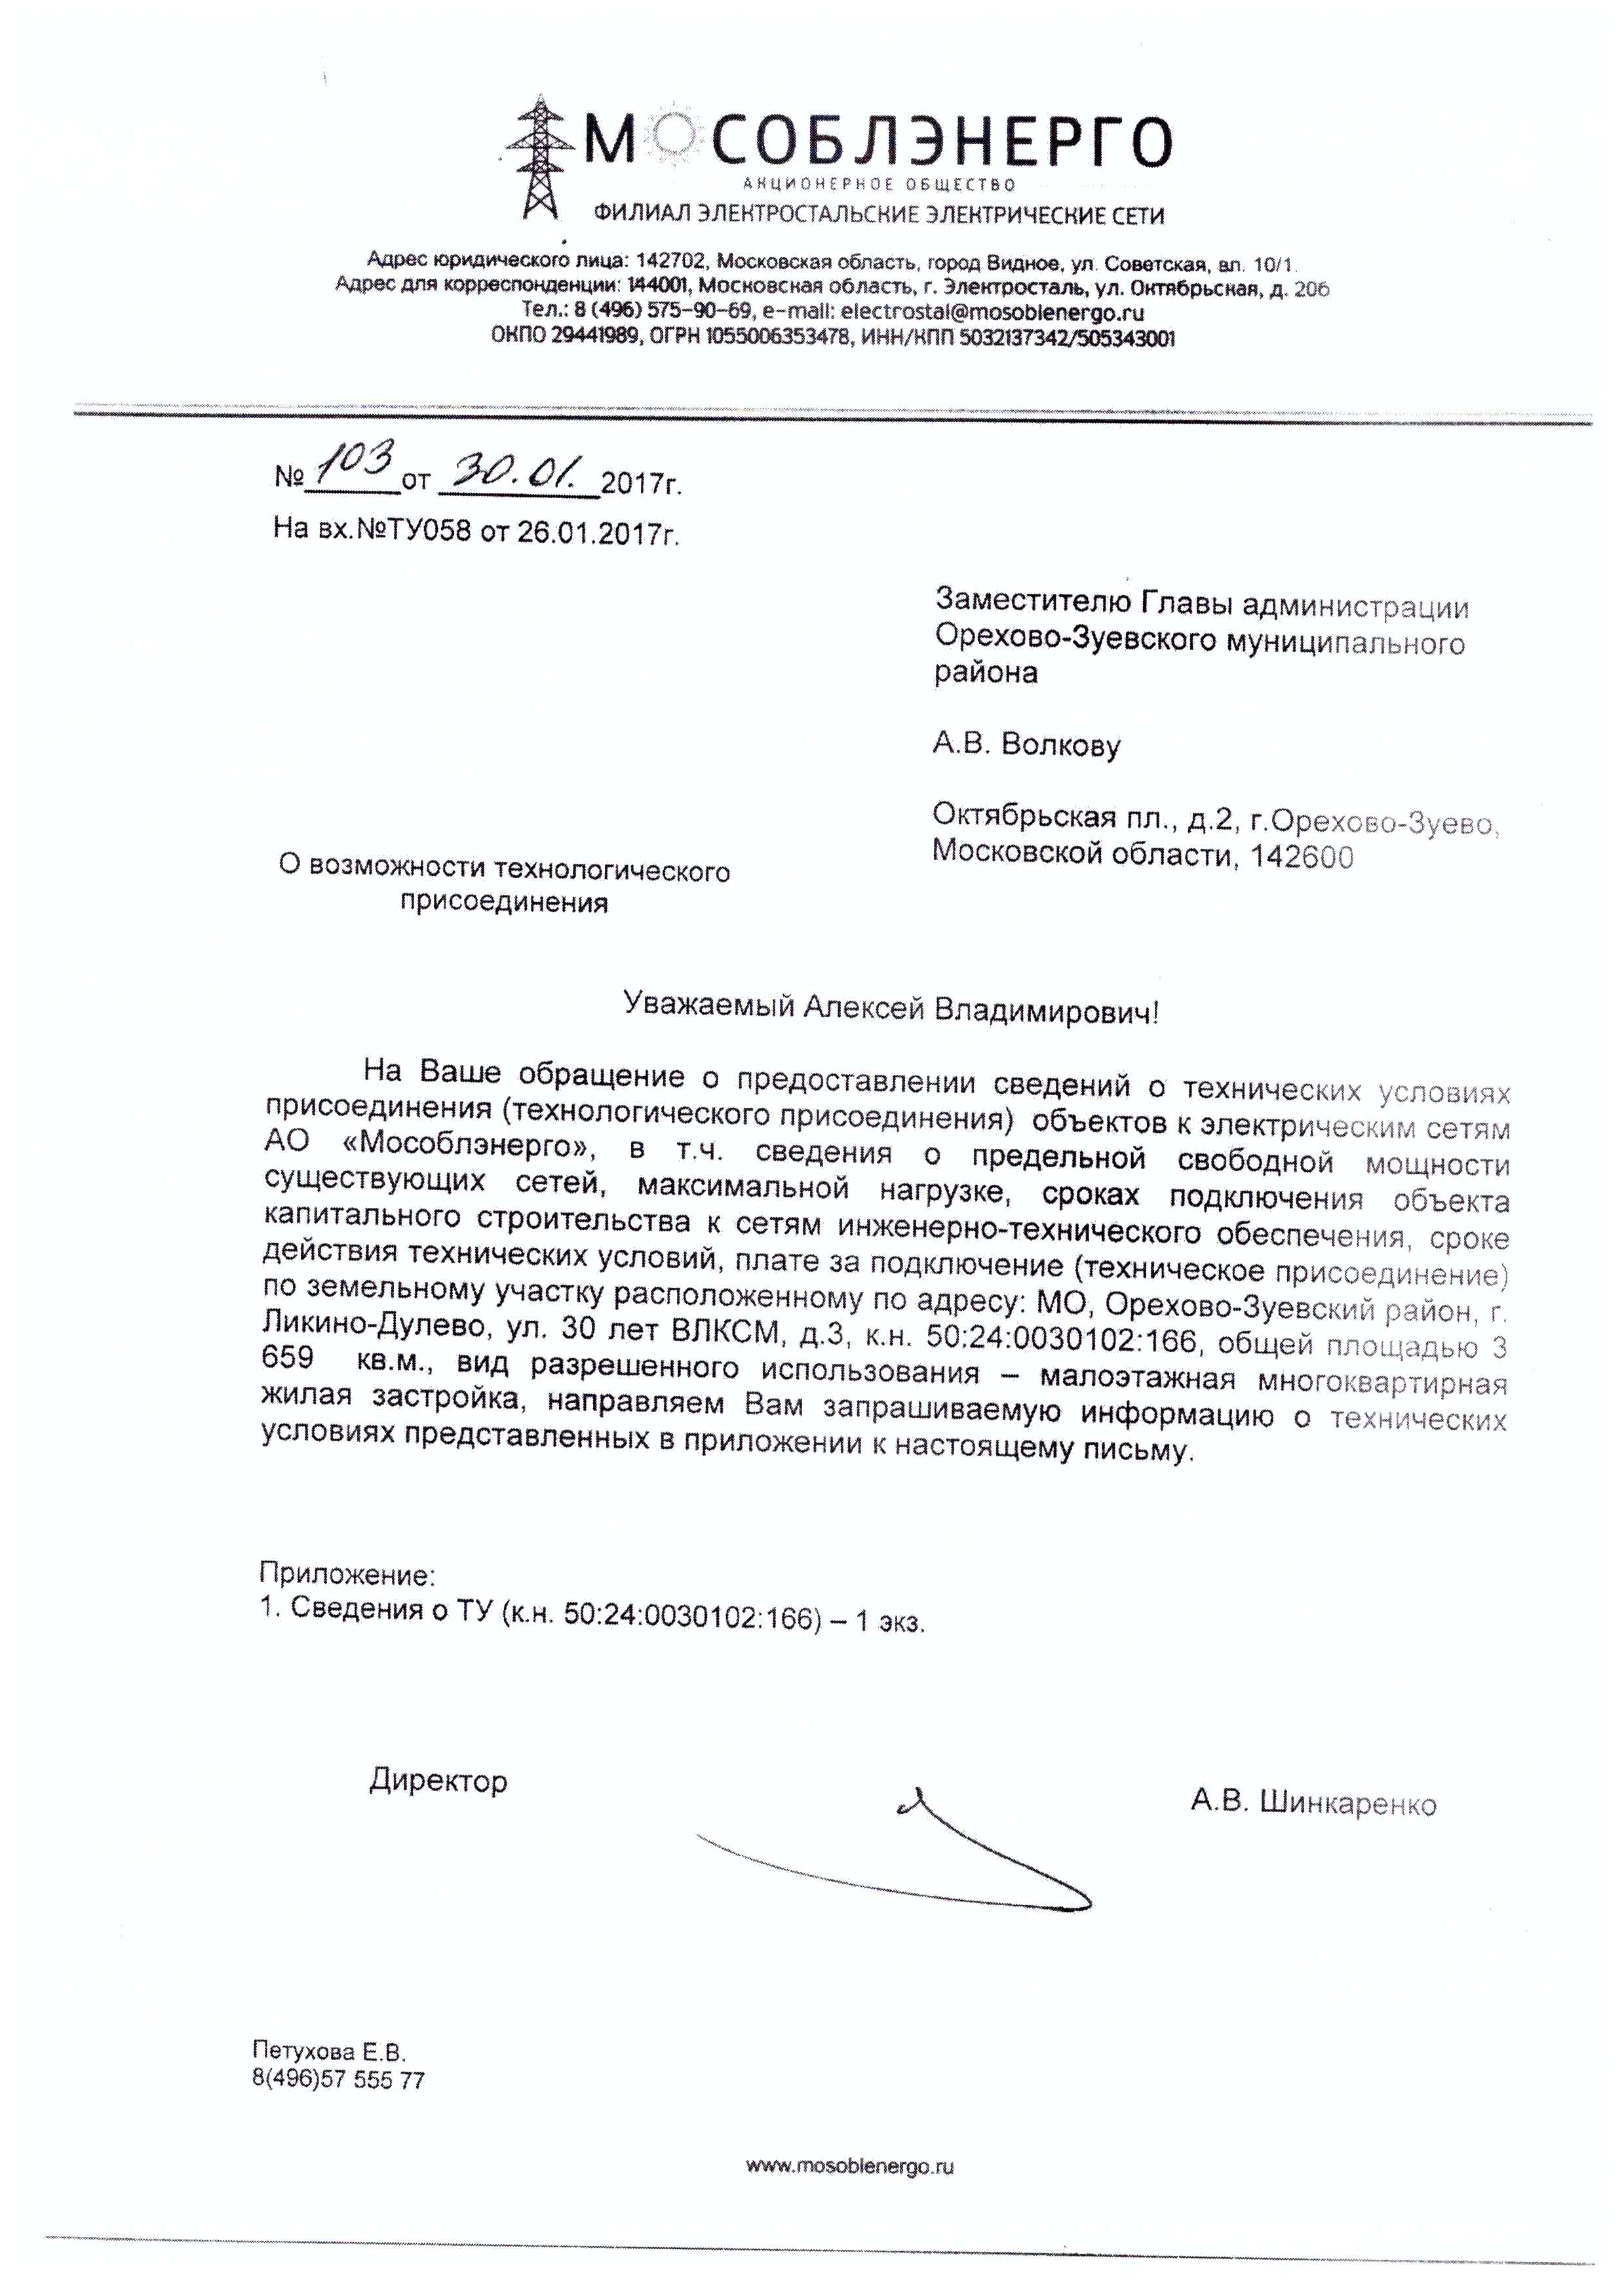 МОСОБЛЭНЕРГО
АКЦИОНЕРНОЕ ОБЩЕСТВО
ФИЛИАЛ ЭЛЕКТРОСТАЛЬСКИЕ ЭЛЕКТРИЧЕСКИЕ СЕТИ
Адрес юридического лица: 142702, Московская область, город Видное, ул. Советская, вл. 10/1.
Адрес для корреспонденции: 144001, Московская область, г. Электросталь, ул. Октябрьская, д. 20б
Тел.: 8 (496) 575-90-69, e-mail: electrostal@mosoblenergo.ru
ОКПО 29441989, ОГРН 1055006353478, ИНН/КПП 5032137342/505343001
№ 103 от 30.01. 2017г.
На вх.№ТУ058 от 26.01.2017г.
Заместителю Главы администрации
Орехово-Зуевского муниципального
района
А.В. Волкову
Октябрьская пл., д.2, г.Орехово-Зуево,
Московской области, 142600
О возможности технологического
присоединения
Уважаемый Алексей Владимирович!
На Ваше обращение о предоставлении сведений о технических условиях
присоединения (технологического присоединения) объектов к электрическим сетям
АО «Мособлэнерго», в т.ч. сведения о предельной свободной мощности
существующих сетей, максимальной нагрузке, сроках подключения объекта
капитального строительства к сетям инженерно-технического обеспечения, сроке
действия технических условий, плате за подключение (техническое присоединение)
по земельному участку расположенному по адресу: МО, Орехово-Зуевский район, г.
Ликино-Дулево, ул. 30 лет ВЛКСМ, д.3, к.н. 50:24:0030102:166, общей площадью 3
659 кв.м., вид разрешенного использования – малоэтажная многоквартирная
жилая застройка, направляем Вам запрашиваемую информацию о технических
условиях представленных в приложении к настоящему письму.
Приложение:
1. Сведения о ТУ (к.н. 50:24:0030102:166) – 1 экз.
Директор
А.В. Шинкаренко
Петухова Е.В.
8(496)57 555 77
www.mosoblenergo.ru